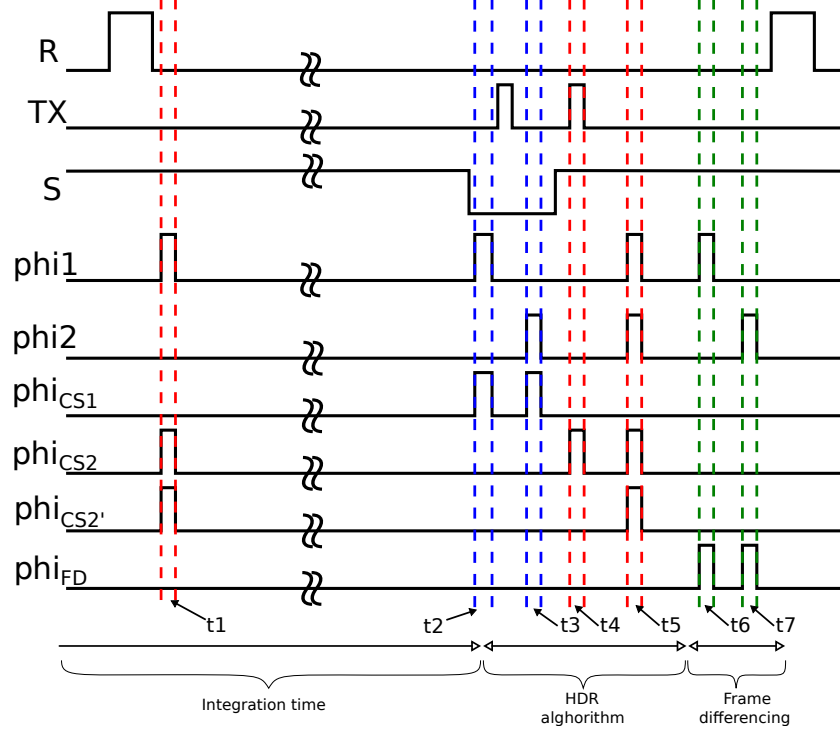 R
TX
S
phi1
phi2
phiCS1
phiCS2
phiCS2'
phiFD
t1
t2
t3
t4
t5
t6
t7
Integration time
HDR
alghorithm
Frame
differencing